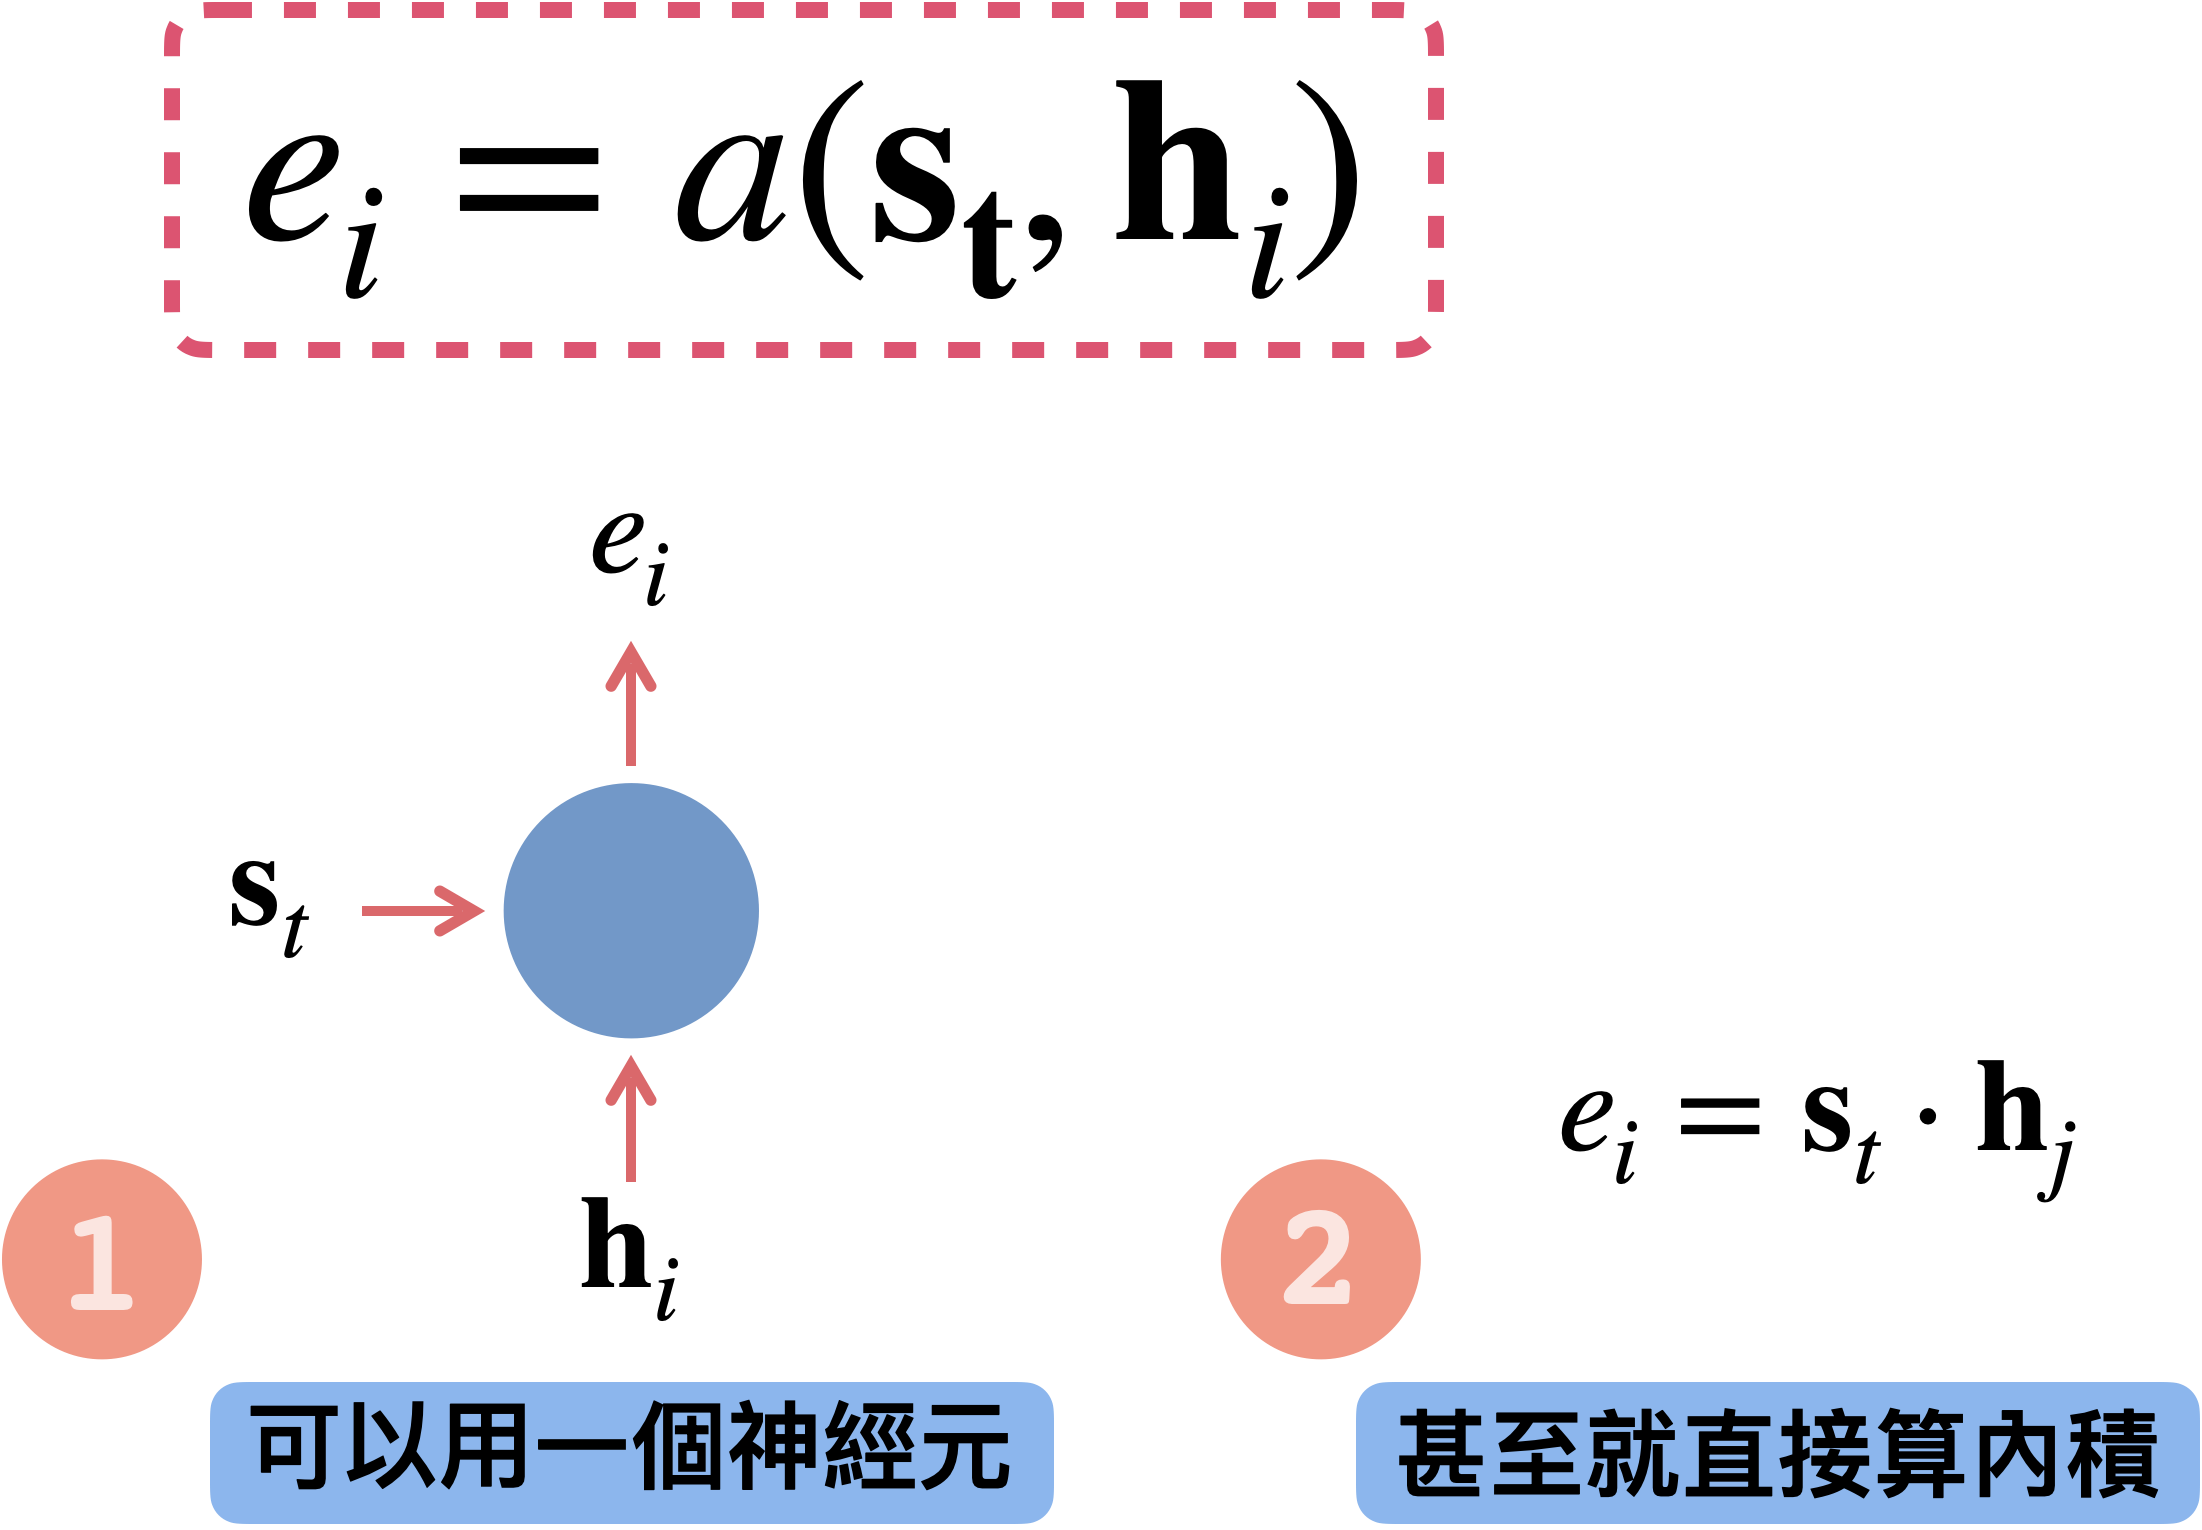 e_i = a(s_t, h_i)
e_i
s_t
h_i
1
可以用一個神經元
e_i = s_t · h_j
2
甚至就直接算內積